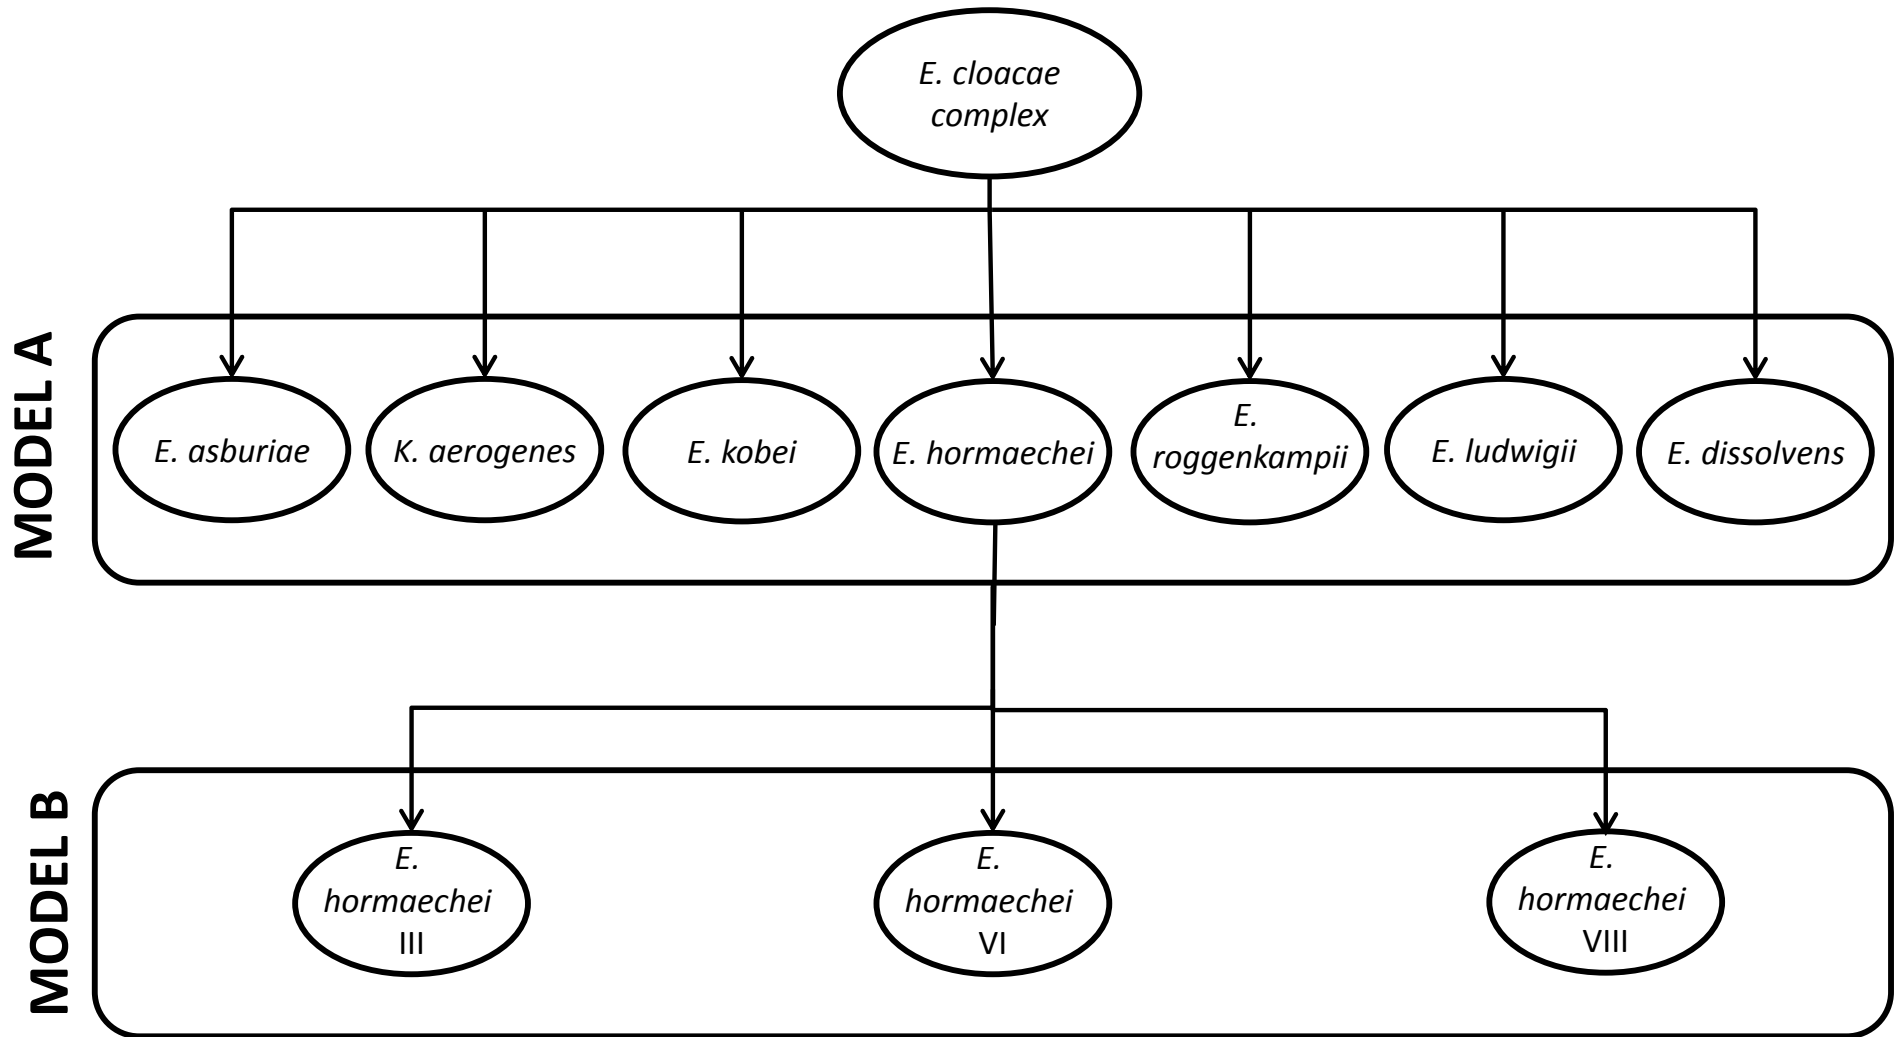 E. cloacae
complex
MODEL A
E. asburiae
K. aerogenes
E. kobei
E. hormaechei
E.
roggenkampii
E. ludwigii
E. dissolvens
MODEL B
E.
hormaechei
III
E.
hormaechei
VI
E.
hormaechei
VIII